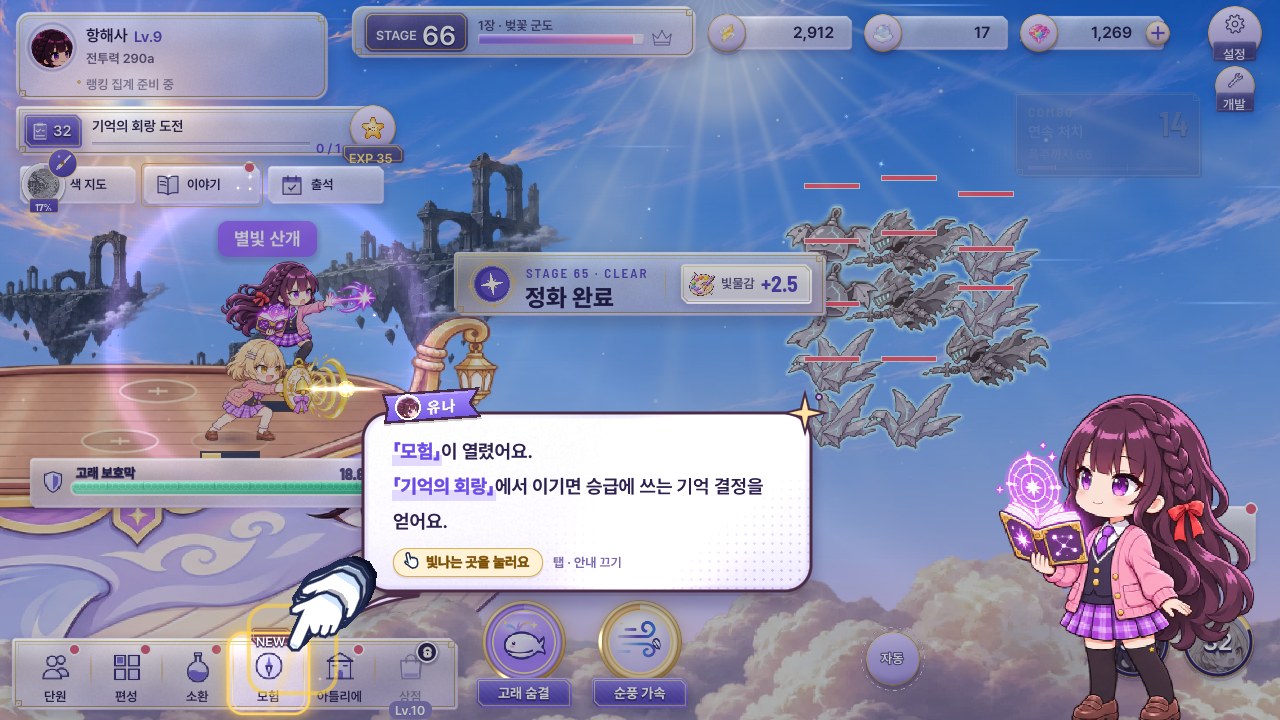 항해사 Lv.9
전투력 290a
랭킹 집계 준비 중
STAGE 66
1장 · 벚꽃 군도
2,912
17
1,269
설정
개발
32
기억의 회랑 도전
0 / 1
EXP 35
색 지도
17%
이야기
출석
연속 처치
14
별빛 산개
STAGE 65 · CLEAR
정화 완료
빛물감 +2.5
고래 보호막
유나
「모험」이 열렸어요.
「기억의 회랑」에서 이기면 승급에 쓰는 기억 결정을
얻어요.
빛나는 곳을 눌러요
탭 · 안내 끄기
NEW
단원
편성
소환
모험
아틀리에
상점
Lv.10
고래 숨결
순풍 가속
자동